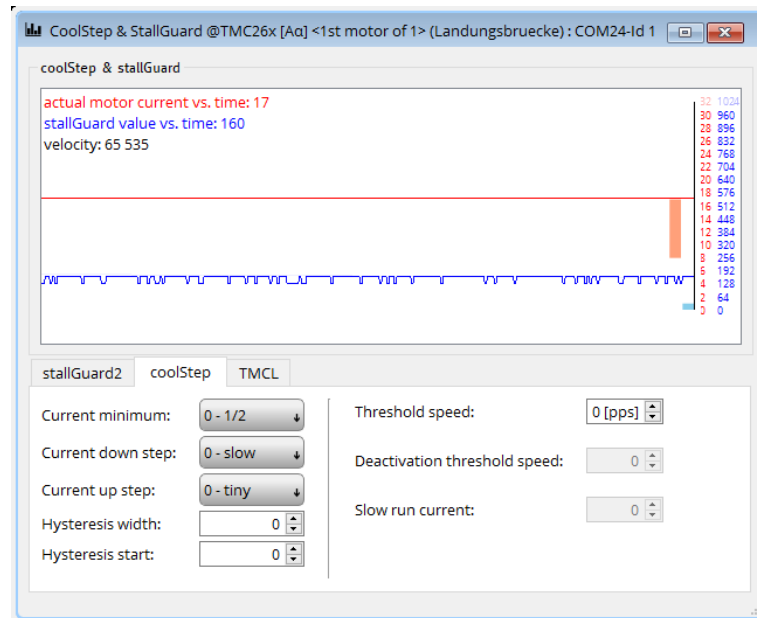 CoolStep & StallGuard @TMC26x [Aα] <1st motor of 1> (Landungsbruecke) : COM24-Id 1
coolStep & stallGuard
actual motor current vs. time: 17
stallGuard value vs. time: 160
velocity: 65 535
32 1024
30 960
28 896
26 832
24 768
22 704
20 640
18 576
16 512
14 448
12 384
10 320
8 256
6 192
4 128
2 64
0 0
stallGuard2 coolStep TMCL
Current minimum: 0 - 1/2
Current down step: 0 - slow
Current up step: 0 - tiny
Hysteresis width: 0
Hysteresis start: 0
Threshold speed: 0 [pps]
Deactivation threshold speed: 0
Slow run current: 0